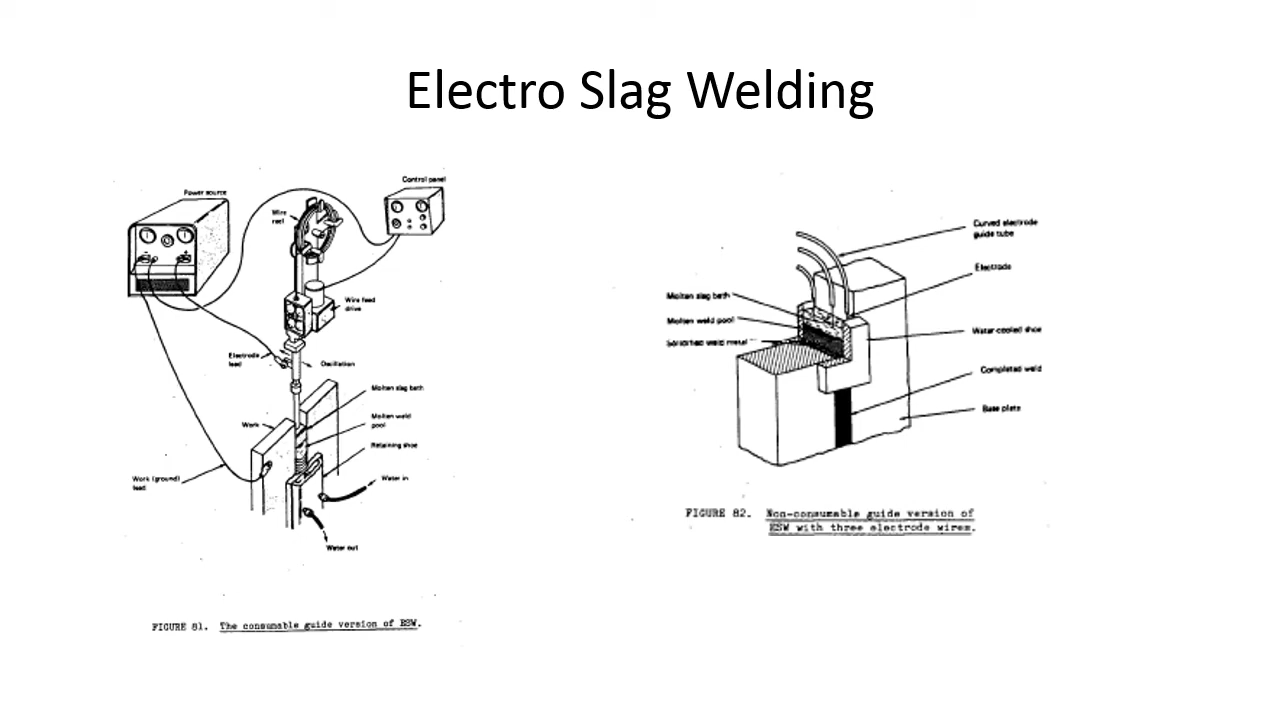 Electro Slag Welding
Power source
Control panel
Wire
reel
Wire feed
drive
Electrode
lead
Oscillation
Molten slag bath
Work
Molten weld
pool
Retaining shoe
Work (ground)
lead
Water in
Water out
FIGURE 81. The consumable guide version of ESW.
Curved electrode
guide tube
Electrode
Molten slag bath
Molten weld pool
Water-cooled shoe
Solidified weld metal
Completed weld
Base plate
FIGURE 82. Non-consumable guide version of
ESW with three electrode wires.